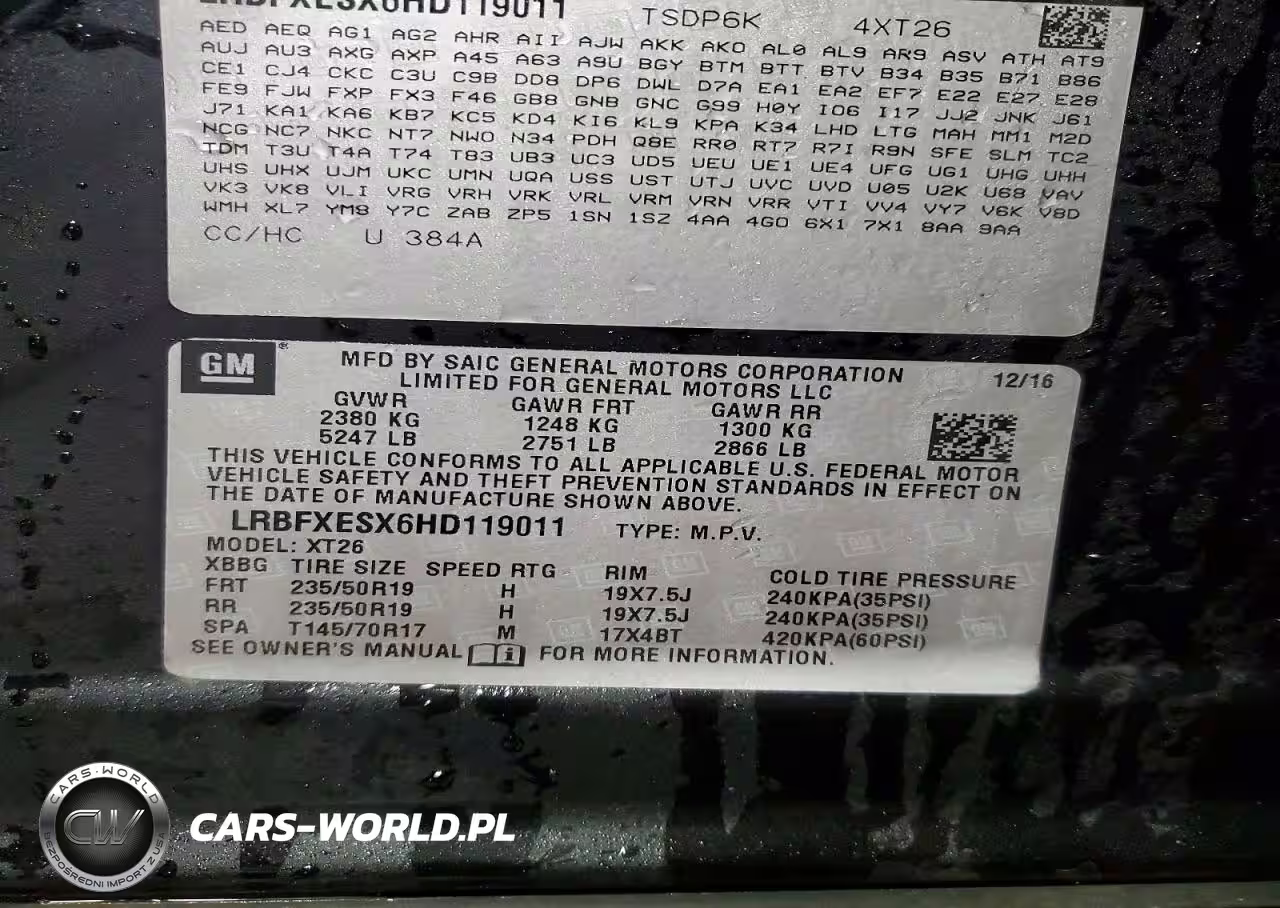 LRBFXESX6HD119011 TSDP6K 4XT26
AED AEQ AG1 AG2 AHR AII AJW AKK AKO AL0 AL9 AR9 ASV ATH AT9
AUJ AU3 AXG AXP A45 A63 A9U BGY BTM BTT BTV B34 B35 B71 B86
CE1 CJ4 CKC C3U C9B DD8 DP6 DWL D7A EA1 EA2 EF7 E22 E27 E28
FE9 FJW FXP FX3 F46 GB8 GNB GNC G99 H0Y IO6 I17 JJ2 JNK J61
J71 KA1 KA6 KB7 KC5 KD4 KI6 KL9 KPA K34 LHD LTG MAH MM1 M2D
NCG NC7 NKC NT7 NWO N34 PDH Q8E RR0 RT7 R7I R9N SFE SLM TC2
TDM T3U T4A T74 T83 UB3 UC3 UD5 UEU UE1 UE4 UFG UG1 UHG UHH
UHS UHX UJM UKC UMN UQA USS UST UTJ UVC UVD U05 U2K U68 VAV
VK3 VK8 VLI VRG VRH VRK VRL VRM VRN VRR VTI VV4 VY7 V6K V8D
WMH XL7 YM8 Y7C ZAB ZP5 1SN 1SZ 4AA 4GO 6X1 7X1 8AA 9AA
CC/HC U 384A
GM ® MFD BY SAIC GENERAL MOTORS CORPORATION 12/16
LIMITED FOR GENERAL MOTORS LLC
GVWR GAWR FRT GAWR RR
2380 KG 1248 KG 1300 KG
5247 LB 2751 LB 2866 LB
THIS VEHICLE CONFORMS TO ALL APPLICABLE U.S. FEDERAL MOTOR
VEHICLE SAFETY AND THEFT PREVENTION STANDARDS IN EFFECT ON
THE DATE OF MANUFACTURE SHOWN ABOVE.
LRBFXESX6HD119011 TYPE: M.P.V.
MODEL: XT26
XBBG TIRE SIZE SPEED RTG RIM COLD TIRE PRESSURE
FRT 235/50R19 H 19X7.5J 240KPA(35PSI)
RR 235/50R19 H 19X7.5J 240KPA(35PSI)
SPA T145/70R17 M 17X4BT 420KPA(60PSI)
SEE OWNER'S MANUAL FOR MORE INFORMATION.
CARS-WORLD
CW
BEZPOŚREDNI IMPORT Z USA
CARS-WORLD.PL